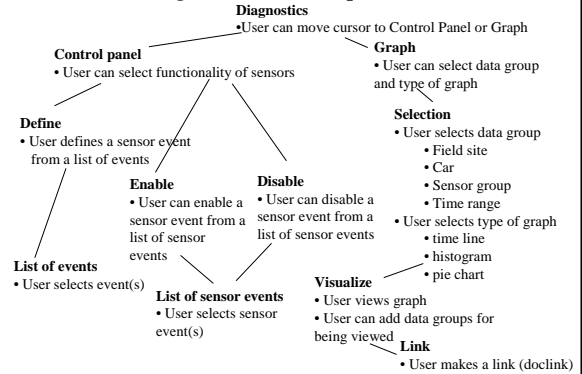 Diagnostics
•User can move cursor to Control Panel or Graph
Control panel
• User can select functionality of sensors
Graph
• User can select data group
and type of graph
Define
• User defines a sensor event
from a list of events
Enable
• User can enable a
sensor event from a
list of sensor
events
Disable
• User can disable a
sensor event from a
list of sensor events
List of events
• User selects event(s)
List of sensor events
• User selects sensor
event(s)
Selection
• User selects data group
• Field site
• Car
• Sensor group
• Time range
• User selects type of graph
• time line
• histogram
• pie chart
Visualize
• User views graph
• User can add data groups for
being viewed
Link
• User makes a link (doclink)